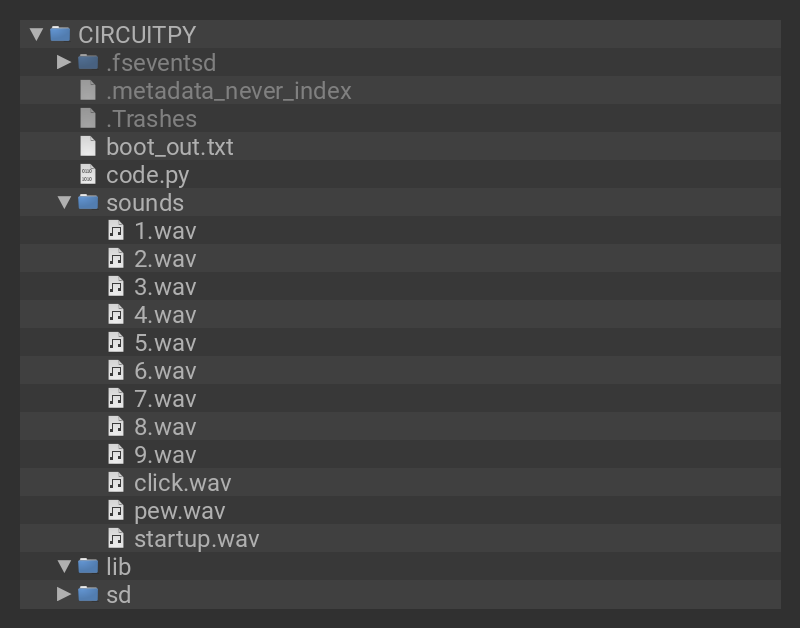 CIRCUITPY
.fseventsd
.metadata_never_index
.Trashes
boot_out.txt
code.py
sounds
1.wav
2.wav
3.wav
4.wav
5.wav
6.wav
7.wav
8.wav
9.wav
click.wav
pew.wav
startup.wav
lib
sd